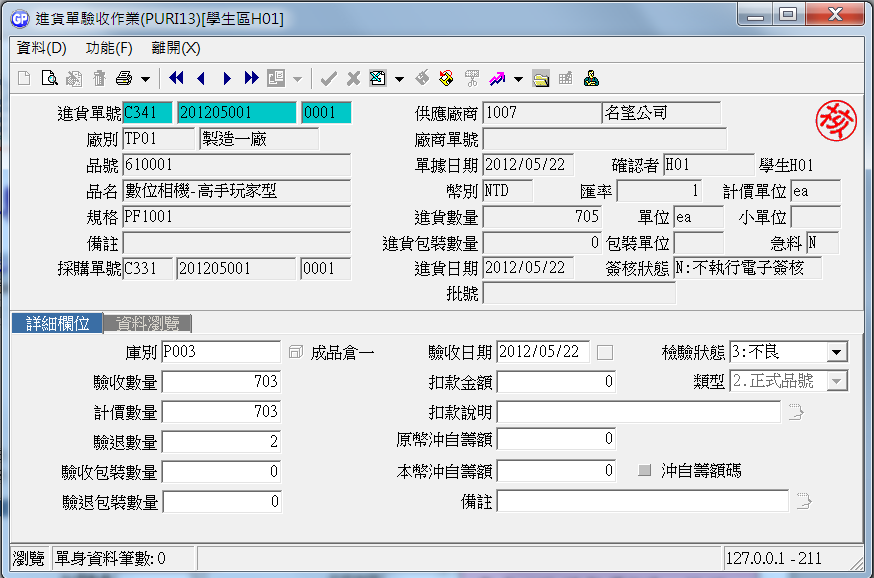 GP 進貨單驗收作業(PURI13)[學生區H01]
資料(D) 功能(F) 離開(X)
進貨單號 C341 201205001 0001 供應廠商 1007 名望公司 核
廠別 TP01 製造一廠 廠商單號
品號 610001 單據日期 2012/05/22 確認者 H01 學生H01
品名 數位相機-高手玩家型 幣別 NTD 匯率 1 計價單位 ea
規格 PF1001 進貨數量 705 單位 ea 小單位
備註 進貨包裝數量 0 包裝單位 急料 N
採購單號 C331 201205001 0001 進貨日期 2012/05/22 簽核狀態 N:不執行電子簽核
批號
詳細欄位 資料瀏覽
庫別 P003 成品倉一 驗收日期 2012/05/22 檢驗狀態 3:不良
驗收數量 703 扣款金額 0 類型 2.正式品號
計價數量 703 扣款說明
驗退數量 2 原幣沖自籌額 0
驗收包裝數量 0 本幣沖自籌額 0 沖自籌額碼
驗退包裝數量 0 備註
瀏覽 單身資料筆數: 0 127.0.0.1 - 211